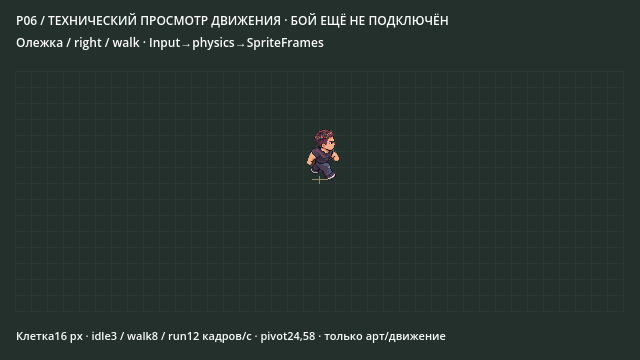 P06 / ТЕХНИЧЕСКИЙ ПРОСМОТР ДВИЖЕНИЯ · БОЙ ЕЩЁ НЕ ПОДКЛЮЧЁН
Олежка / right / walk · Input→physics→SpriteFrames
Клетка16 px · idle3 / walk8 / run12 кадров/с · pivot24,58 · только арт/движение